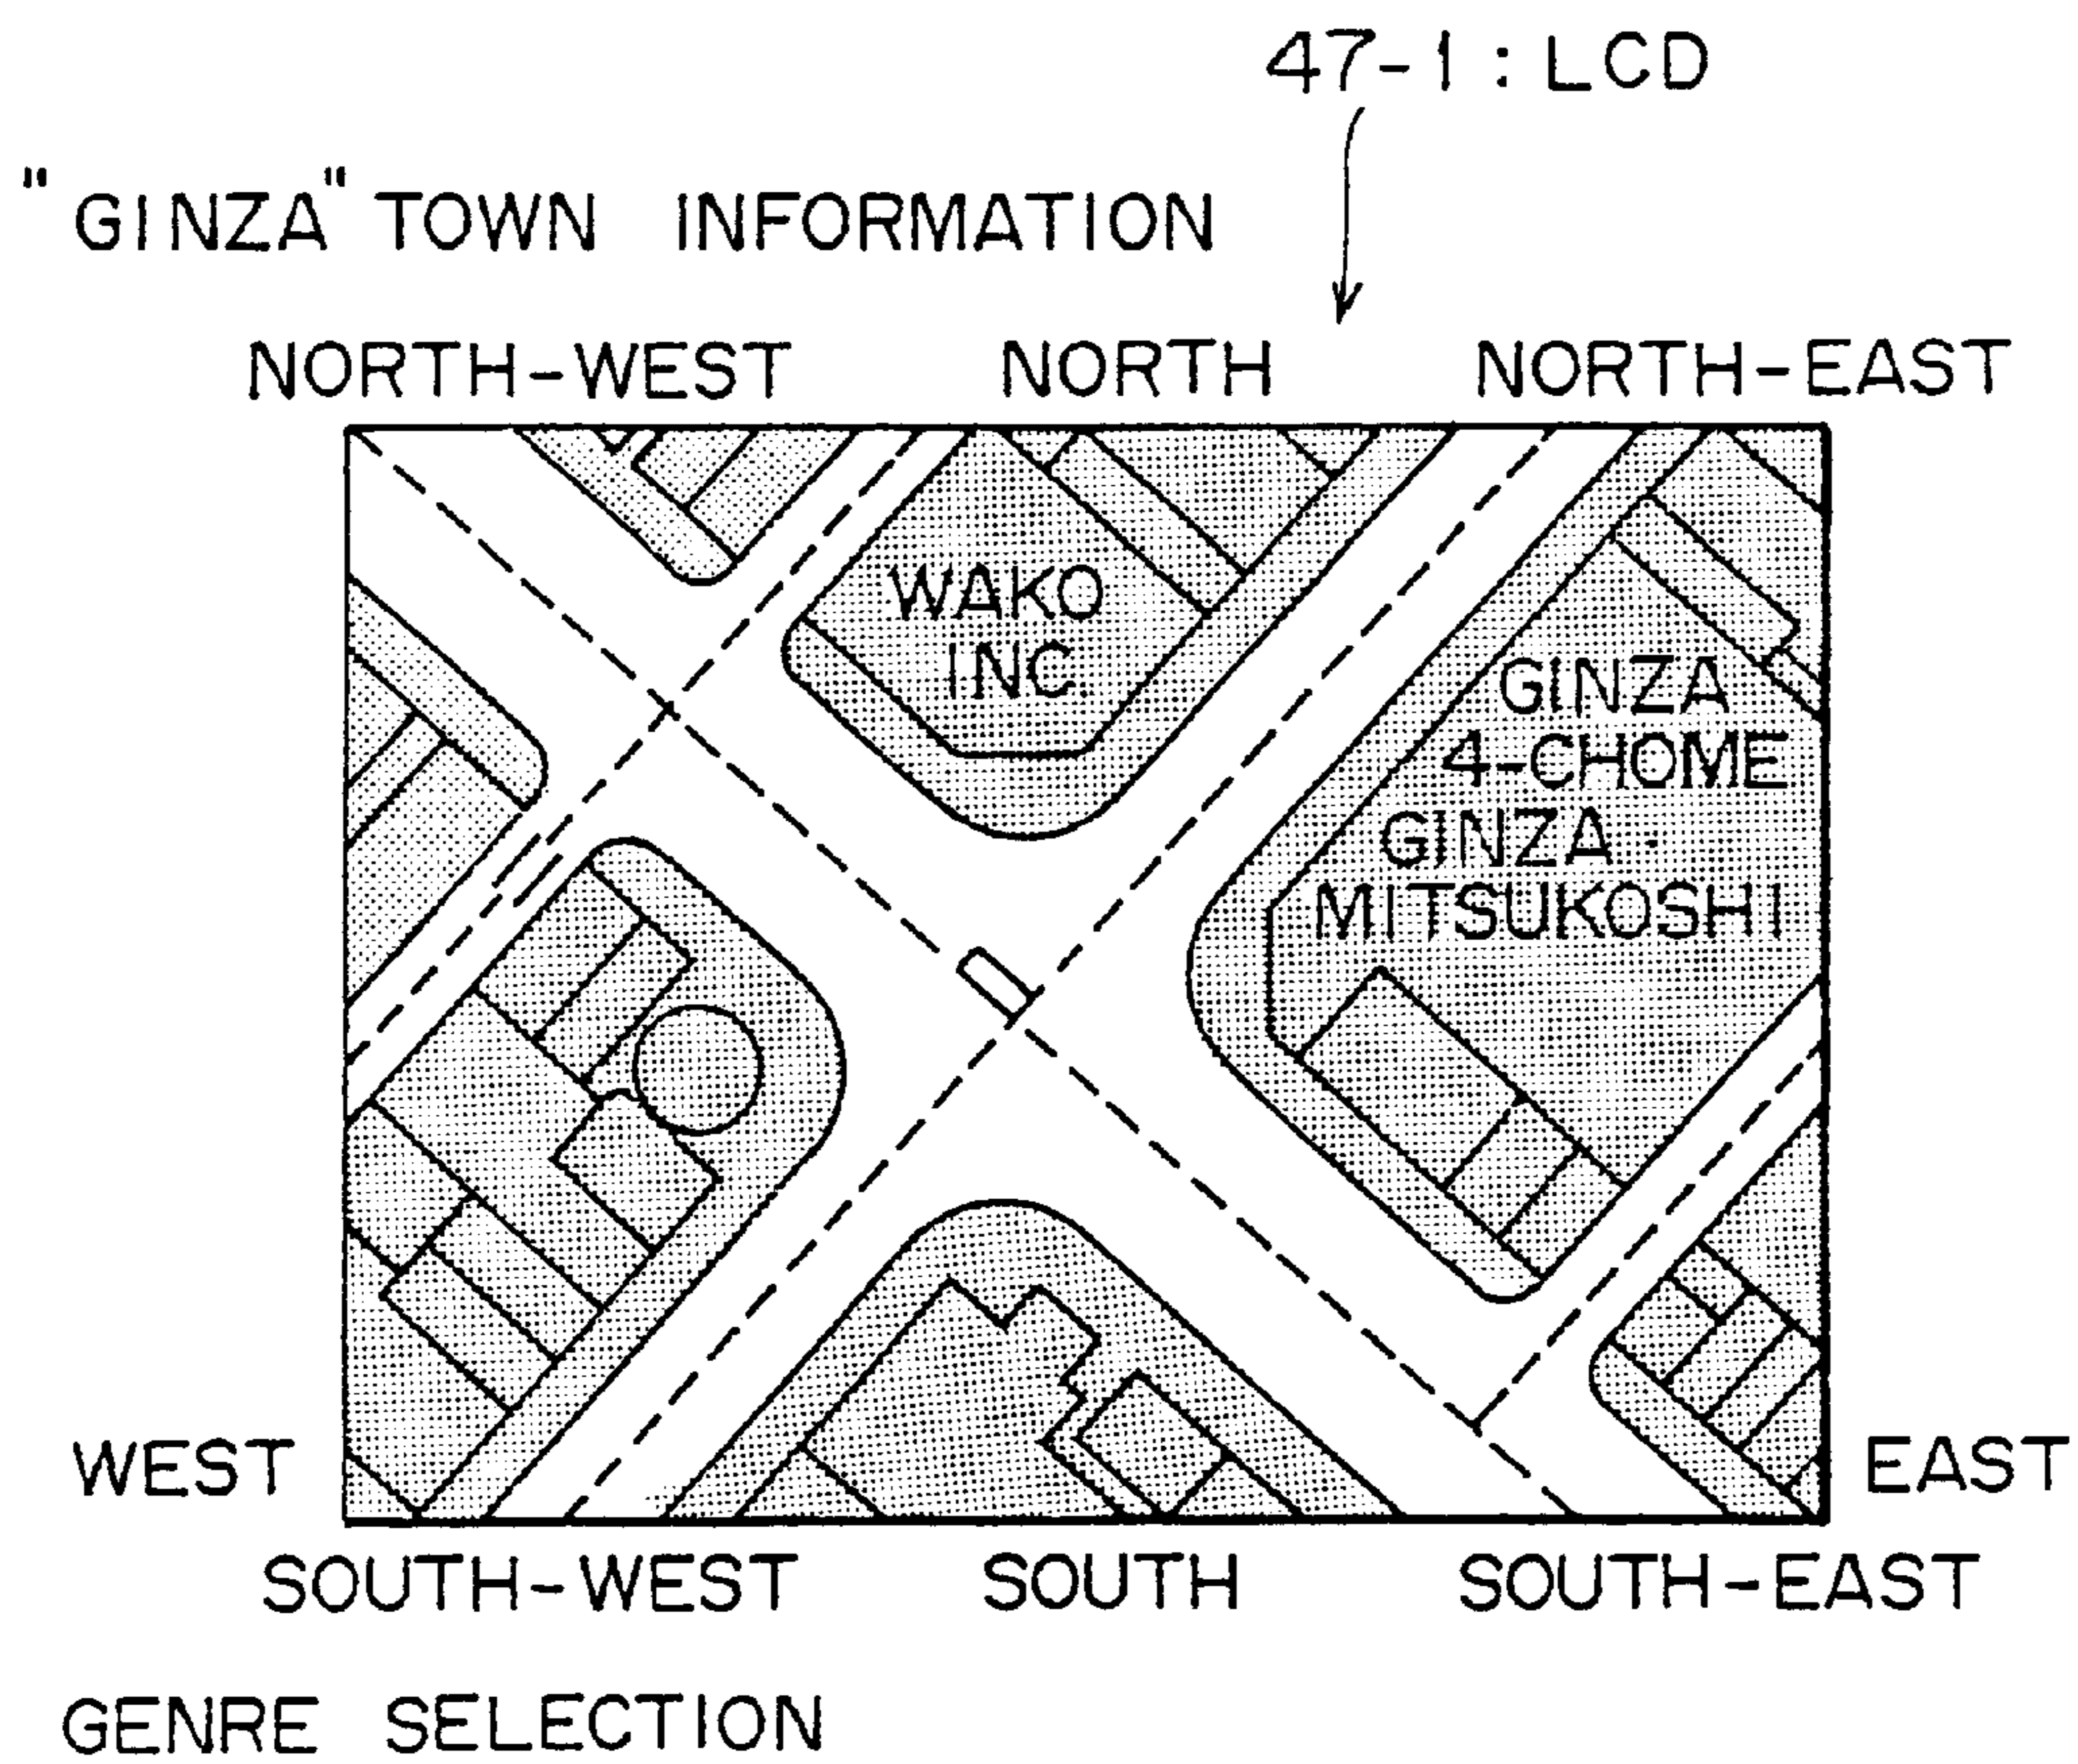 47-1 : LCD
"GINZA" TOWN INFORMATION
NORTH-WEST NORTH NORTH-EAST
WAKO
INC.
GINZA
4-CHOME
GINZA
MITSUKOSHI
WEST EAST
SOUTH-WEST SOUTH SOUTH-EAST
GENRE SELECTION